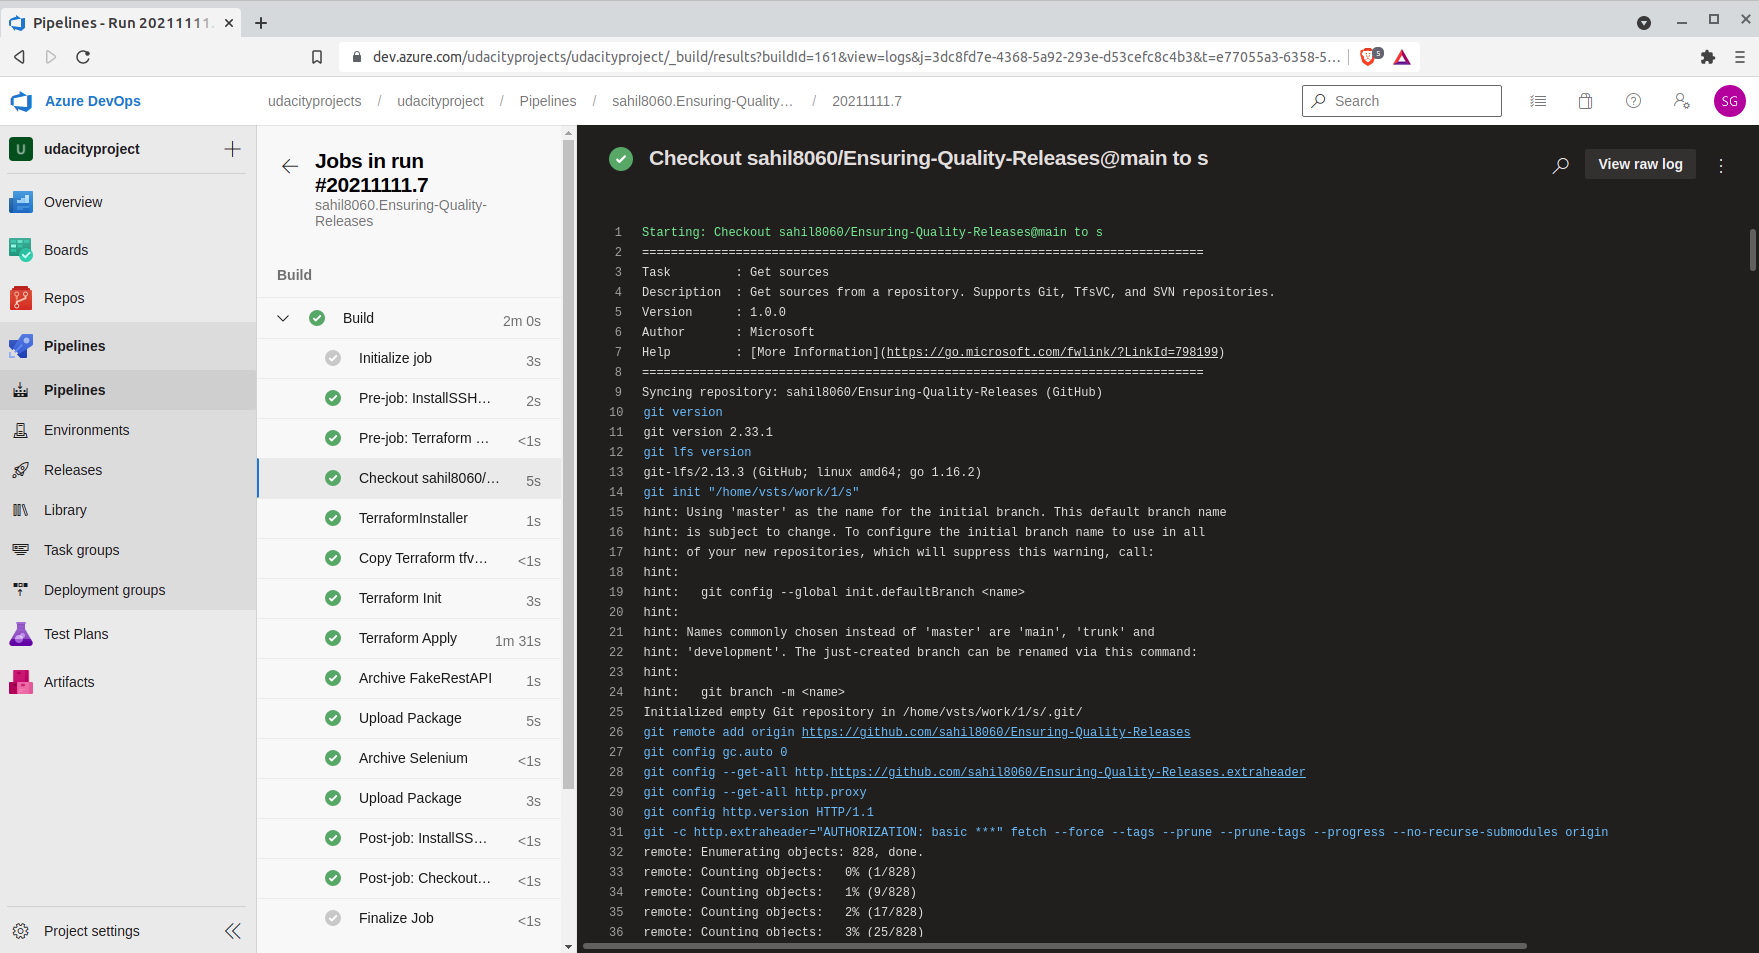 Pipelines - Run 20211111.
dev.azure.com/udacityprojects/udacityproject/_build/results?buildId=161&view=logs&j=3dc8fd7e-4368-5a92-293e-d53cefc8c4b3&t=e77055a3-6358-5...
5
Azure DevOps
udacityprojects / udacityproject / Pipelines / sahil8060.Ensuring-Quality... / 20211111.7
Search
SG
U udacityproject
Overview
Boards
Repos
Pipelines
Pipelines
Environments
Releases
Library
Task groups
Deployment groups
Test Plans
Artifacts
Project settings
Jobs in run
#20211111.7
sahil8060.Ensuring-Quality-
Releases
Build
Build 2m 0s
Initialize job 3s
Pre-job: InstallSSH... 2s
Pre-job: Terraform ... <1s
Checkout sahil8060/... 5s
TerraformInstaller 1s
Copy Terraform tfv... <1s
Terraform Init 3s
Terraform Apply 1m 31s
Archive FakeRestAPI 1s
Upload Package 5s
Archive Selenium <1s
Upload Package 3s
Post-job: InstallSS... <1s
Post-job: Checkout... <1s
Finalize Job <1s
Checkout sahil8060/Ensuring-Quality-Releases@main to s
View raw log
1 Starting: Checkout sahil8060/Ensuring-Quality-Releases@main to s
2 ==============================================================================
3 Task         : Get sources
4 Description  : Get sources from a repository. Supports Git, TfsVC, and SVN repositories.
5 Version      : 1.0.0
6 Author       : Microsoft
7 Help         : [More Information](https://go.microsoft.com/fwlink/?LinkId=798199)
8 ==============================================================================
9 Syncing repository: sahil8060/Ensuring-Quality-Releases (GitHub)
10 git version
11 git version 2.33.1
12 git lfs version
13 git-lfs/2.13.3 (GitHub; linux amd64; go 1.16.2)
14 git init "/home/vsts/work/1/s"
15 hint: Using 'master' as the name for the initial branch. This default branch name
16 hint: is subject to change. To configure the initial branch name to use in all
17 hint: of your new repositories, which will suppress this warning, call:
18 hint:
19 hint:   git config --global init.defaultBranch <name>
20 hint:
21 hint: Names commonly chosen instead of 'master' are 'main', 'trunk' and
22 hint: 'development'. The just-created branch can be renamed via this command:
23 hint:
24 hint:   git branch -m <name>
25 Initialized empty Git repository in /home/vsts/work/1/s/.git/
26 git remote add origin https://github.com/sahil8060/Ensuring-Quality-Releases
27 git config gc.auto 0
28 git config --get-all http.https://github.com/sahil8060/Ensuring-Quality-Releases.extraheader
29 git config --get-all http.proxy
30 git config http.version HTTP/1.1
31 git -c http.extraheader="AUTHORIZATION: basic ***" fetch --force --tags --prune --prune-tags --progress --no-recurse-submodules origin
32 remote: Enumerating objects: 828, done.
33 remote: Counting objects:   0% (1/828)
34 remote: Counting objects:   1% (9/828)
35 remote: Counting objects:   2% (17/828)
36 remote: Counting objects:   3% (25/828)